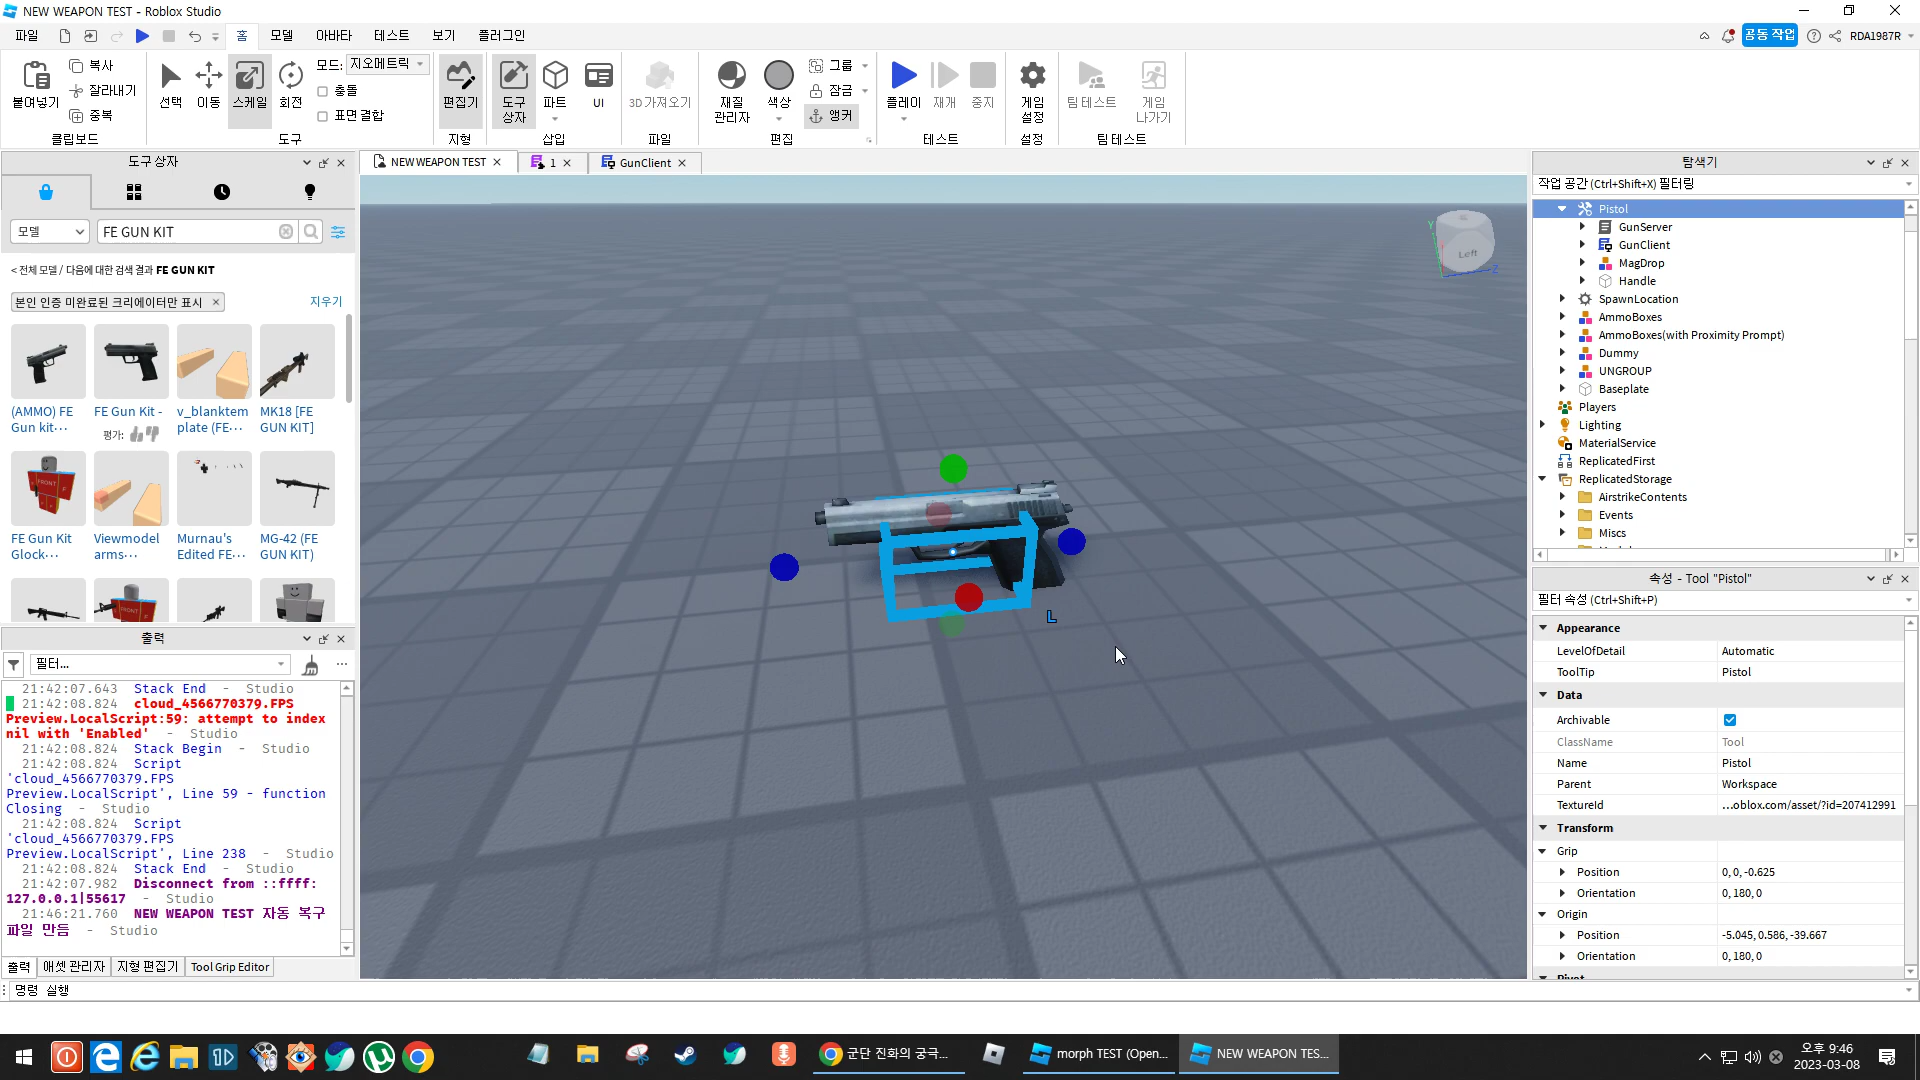 NEW WEAPON TEST - Roblox Studio
파일
홈
모델
아바타
테스트
보기
플러그인
공동 작업
RDA1987R
붙여넣기
복사
잘라내기
중복
클립보드
선택
이동
스케일
회전
모드:
지오메트릭
충돌
표면 결합
도구
편집기
지형
도구
상자
파트
UI
삽입
3D 가져오기
파일
재질
관리자
색상
그룹
잠금
앵커
편집
플레이
재개
중지
테스트
게임
설정
설정
팀 테스트
게임
나가기
팀 테스트
도구 상자
모델
FE GUN KIT
< 전체 모델 / 다음에 대한 검색 결과 FE GUN KIT
본인 인증 미완료된 크리에이터만 표시 ×
지우기
(AMMO) FE
Gun kit···
FE Gun Kit -
평가:
v_blanktem
plate (FE···
MK18 [FE
GUN KIT]
FE Gun Kit
Glock···
Viewmodel
arms···
Murnau's
Edited FE···
MG-42 (FE
GUN KIT)
FRONT
FRONT
출력
필터...
21:42:07.643 Stack End - Studio
21:42:08.824 cloud_4566770379.FPS
Preview.LocalScript:59: attempt to index
nil with 'Enabled' - Studio
21:42:08.824 Stack Begin - Studio
21:42:08.824 Script
'cloud_4566770379.FPS
Preview.LocalScript', Line 59 - function
Closing - Studio
21:42:08.824 Script
'cloud_4566770379.FPS
Preview.LocalScript', Line 238 - Studio
21:42:08.824 Stack End - Studio
21:42:07.982 Disconnect from ::ffff:
127.0.0.1|55617 - Studio
21:46:21.760 NEW WEAPON TEST 자동 복구
파일 만듬 - Studio
출력
애셋 관리자
지형 편집기
Tool Grip Editor
명령 실행
NEW WEAPON TEST
1
GunClient
Y
Left
Z
L
탐색기
작업 공간 (Ctrl+Shift+X) 필터링
Pistol
GunServer
GunClient
MagDrop
Handle
SpawnLocation
AmmoBoxes
AmmoBoxes(with Proximity Prompt)
Dummy
UNGROUP
Baseplate
Players
Lighting
MaterialService
ReplicatedFirst
ReplicatedStorage
AirstrikeContents
Events
Miscs
속성 - Tool "Pistol"
필터 속성 (Ctrl+Shift+P)
Appearance
LevelOfDetail Automatic
ToolTip Pistol
Data
Archivable
ClassName Tool
Name Pistol
Parent Workspace
TextureId ...oblox.com/asset/?id=207412991
Transform
Grip
Position 0, 0, -0.625
Orientation 0, 180, 0
Origin
Position -5.045, 0.586, -39.667
Orientation 0, 180, 0
Pivot
군단 진화의 궁극...
morph TEST (Open...
NEW WEAPON TES...
오후 9:46
2023-03-08